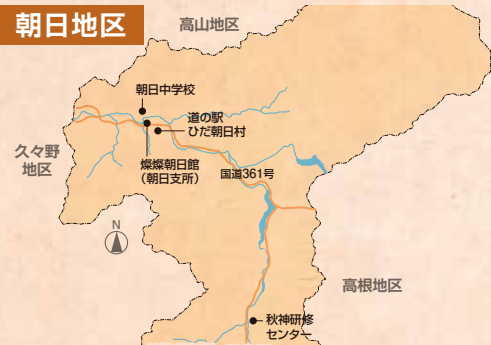 朝日地区
高山地区
朝日中学校
道の駅
ひだ朝日村
久々野
地区
燦燦朝日館
（朝日支所）
国道361号
N
高根地区
秋神研修
センター